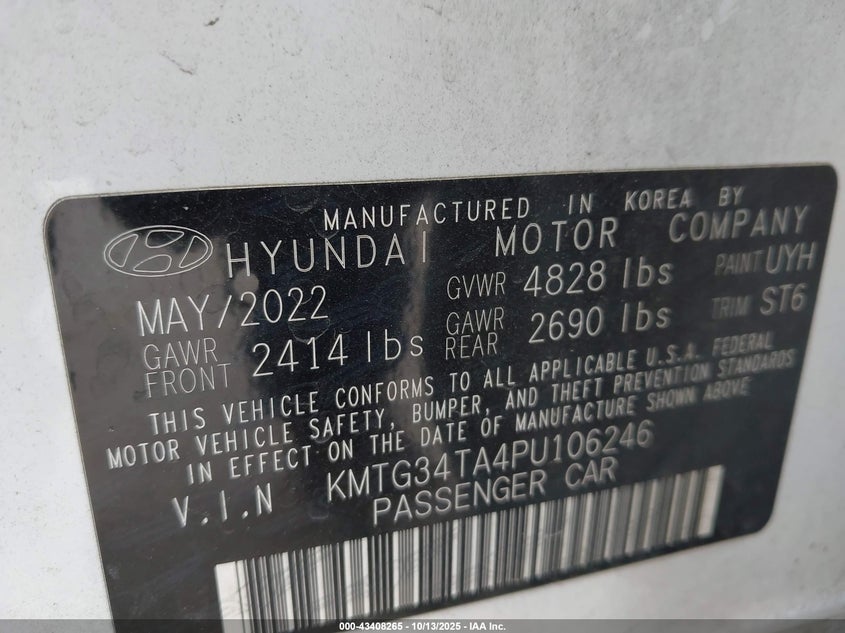 MANUFACTURED IN KOREA BY
HYUNDAI MOTOR COMPANY
MAY/2022 GVWR 4828 lbs PAINT UYH
GAWR FRONT 2414 lbs GAWR REAR 2690 lbs TRIM ST6
THIS VEHICLE CONFORMS TO ALL APPLICABLE U.S.A. FEDERAL
MOTOR VEHICLE SAFETY, BUMPER, AND THEFT PREVENTION STANDARDS
IN EFFECT ON THE DATE OF MANUFACTURE SHOWN ABOVE
V.I.N KMTG34TA4PU106246
PASSENGER CAR
000-43408265 - 10/13/2025 - IAA Inc.